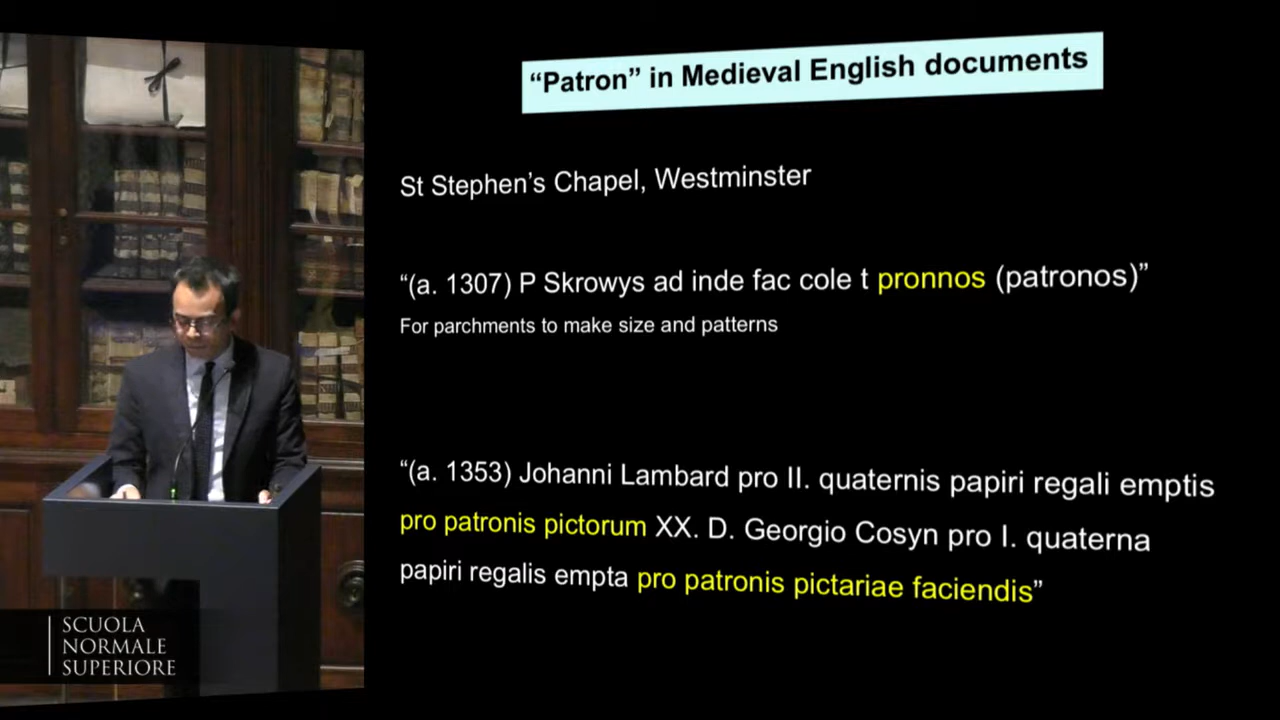 “Patron” in Medieval English documents
St Stephen’s Chapel, Westminster
“(a. 1307) P Skrowys ad inde fac cole t pronnos (patronos)”
For parchments to make size and patterns
“(a. 1353) Johanni Lambard pro II. quaternis papiri regali emptis
pro patronis pictorum XX. D. Georgio Cosyn pro I. quaterna
papiri regalis empta pro patronis pictariae faciendis”
SCUOLA
NORMALE
SUPERIORE